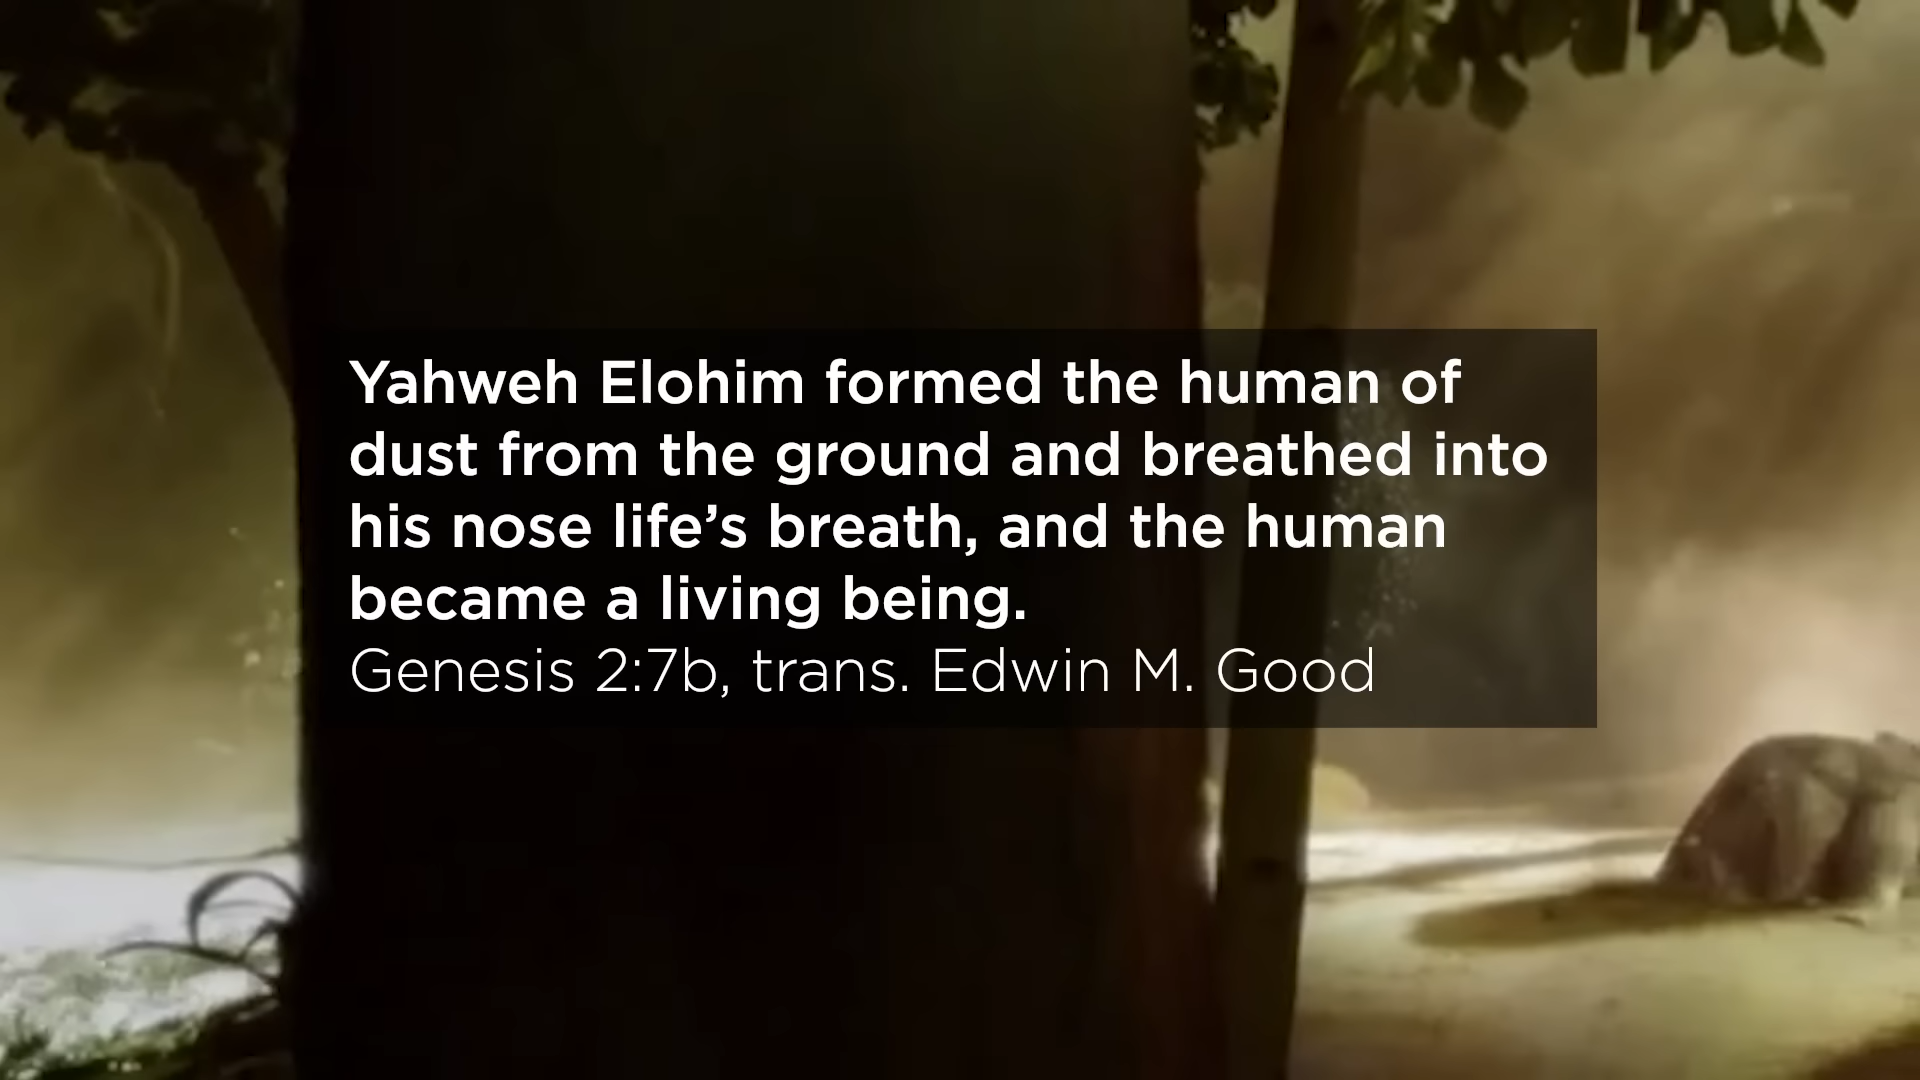 Yahweh Elohim formed the human of
dust from the ground and breathed into
his nose life’s breath, and the human
became a living being.
Genesis 2:7b, trans. Edwin M. Good